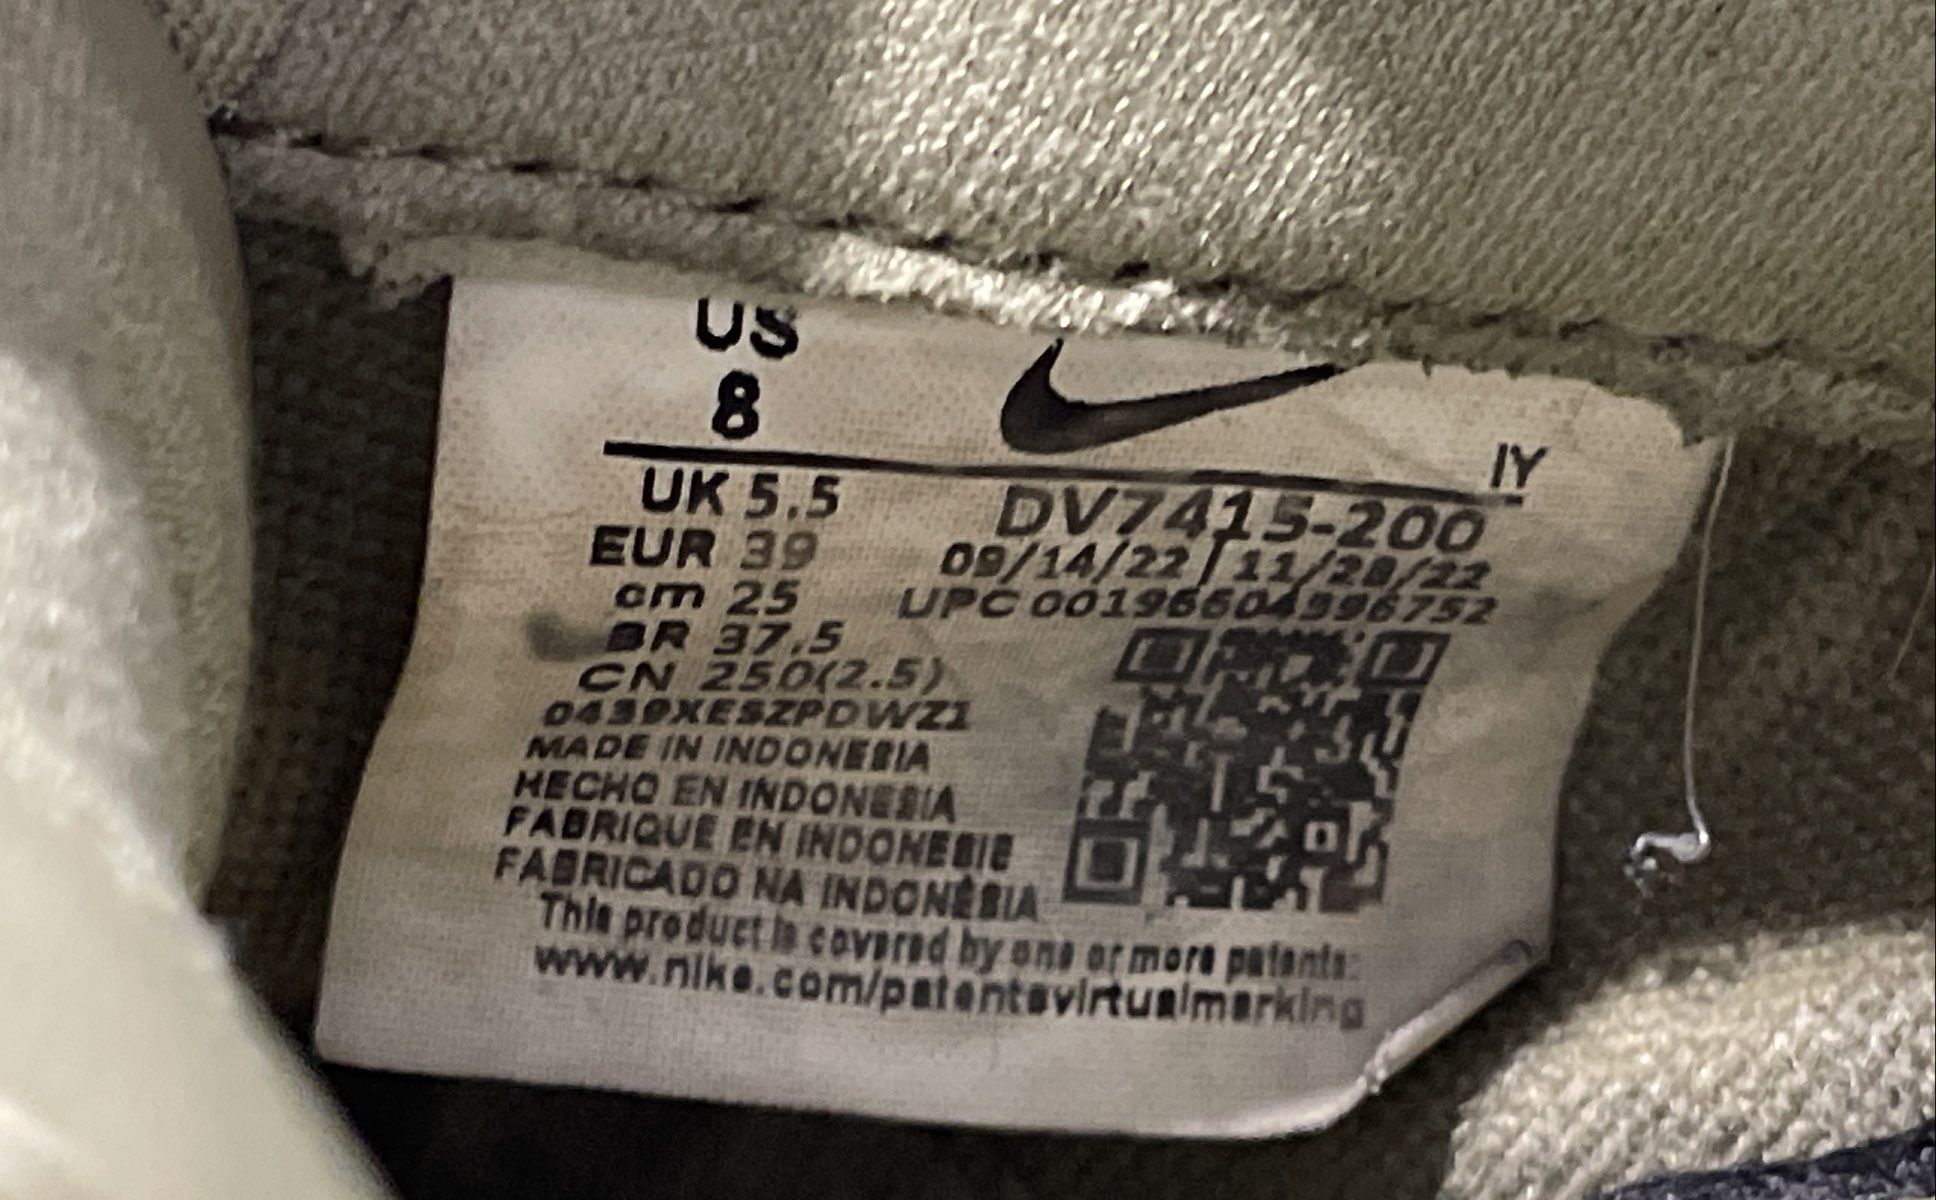 US
8
IY
UK 5.5
DV7415-200
EUR 39
09/14/22 / 11/28/22
cm 25
UPC 00196604996752
BR 37.5
CN 250(2.5)
0439XESZPDWZ1
MADE IN INDONESIA
HECHO EN INDONESIA
FABRIQUE EN INDONESIE
FABRICADO NA INDONÉSIA
This product is covered by one or more patents:
www.nike.com/patentsvirtualmarking